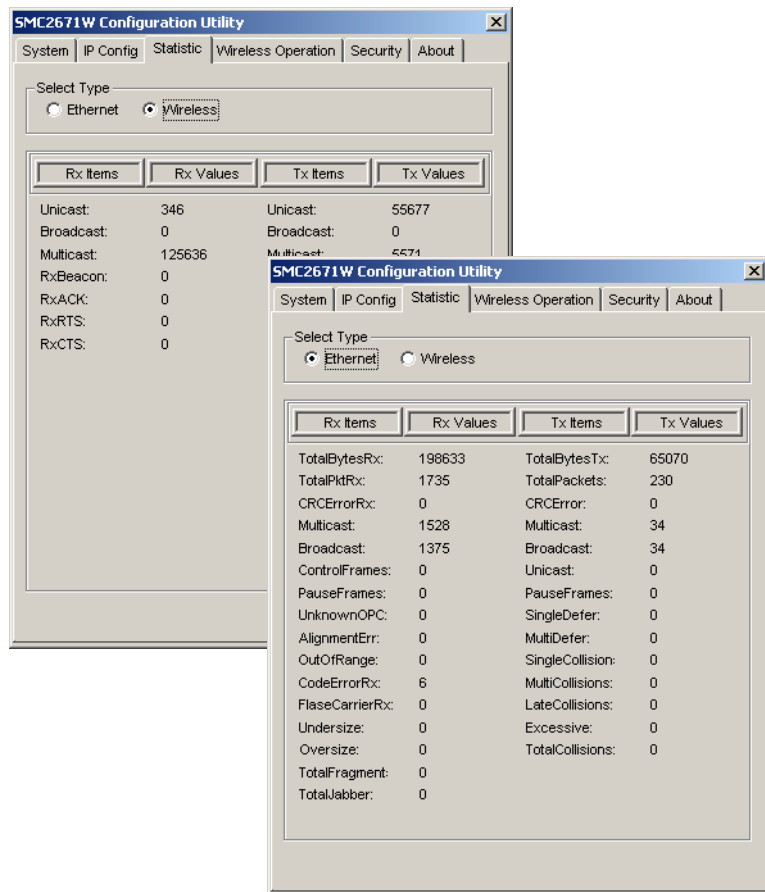 SMC2671W Configuration Utility
System IP Config Statistic Wireless Operation Security About
Select Type
Ethernet Wireless
Rx Items Rx Values Tx Items Tx Values
Unicast: 346 Unicast: 55677
Broadcast: 0 Broadcast: 0
Multicast: 125636 Multicast: 5571
RxBeacon: 0
RxACK: 0
RxRTS: 0
RxCTS: 0
SMC2671W Configuration Utility
System IP Config Statistic Wireless Operation Security About
Select Type
Ethernet Wireless
Rx Items Rx Values Tx Items Tx Values
TotalBytesRx: 198633 TotalBytesTx: 65070
TotalPktRx: 1735 TotalPackets: 230
CRCErrorRx: 0 CRCError: 0
Multicast: 1528 Multicast: 34
Broadcast: 1375 Broadcast: 34
ControlFrames: 0 Unicast: 0
PauseFrames: 0 PauseFrames: 0
UnknownOPC: 0 SingleDefer: 0
AlignmentErr: 0 MultiDefer: 0
OutOfRange: 0 SingleCollision: 0
CodeErrorRx: 6 MultiCollisions: 0
FlaseCarrierRx: 0 LateCollisions: 0
Undersize: 0 Excessive: 0
Oversize: 0 TotalCollisions: 0
TotalFragment: 0
TotalJabber: 0